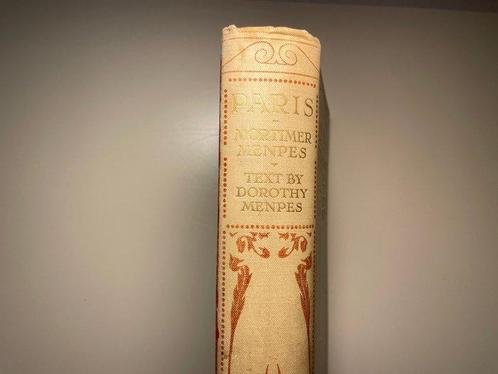 PARIS
MORTIMER
MENPES
TEXT BY
DOROTHY
MENPES